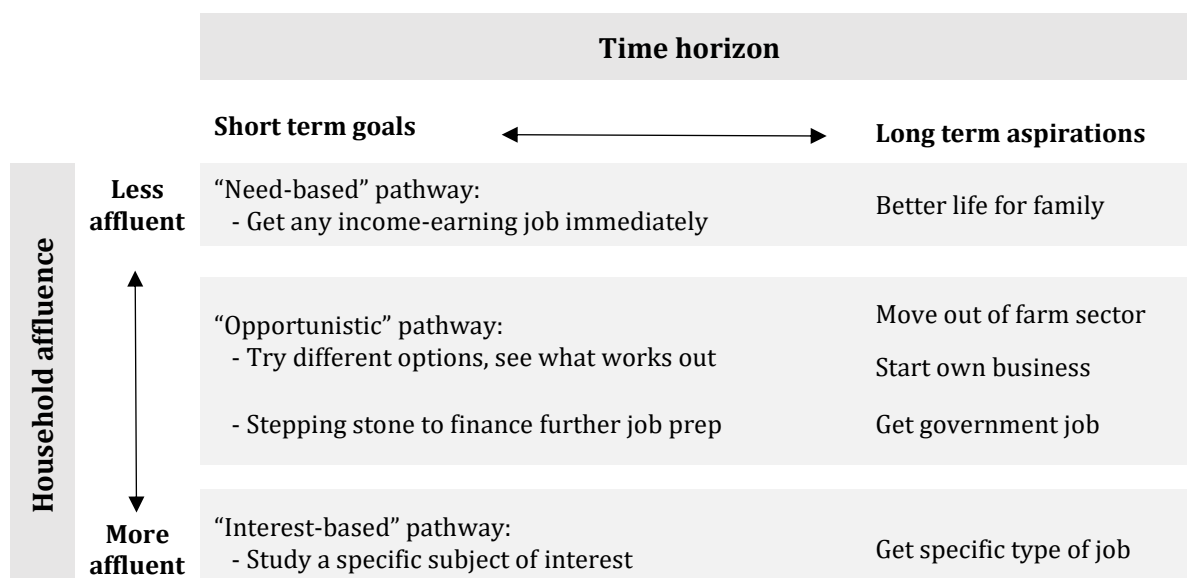 Time horizon
Short term goals
Long term aspirations
Household affluence
Less
affluent
“Need-based” pathway:
- Get any income-earning job immediately
Better life for family
“Opportunistic” pathway:
- Try different options, see what works out
- Stepping stone to finance further job prep
Move out of farm sector
Start own business
Get government job
More
affluent
“Interest-based” pathway:
- Study a specific subject of interest
Get specific type of job